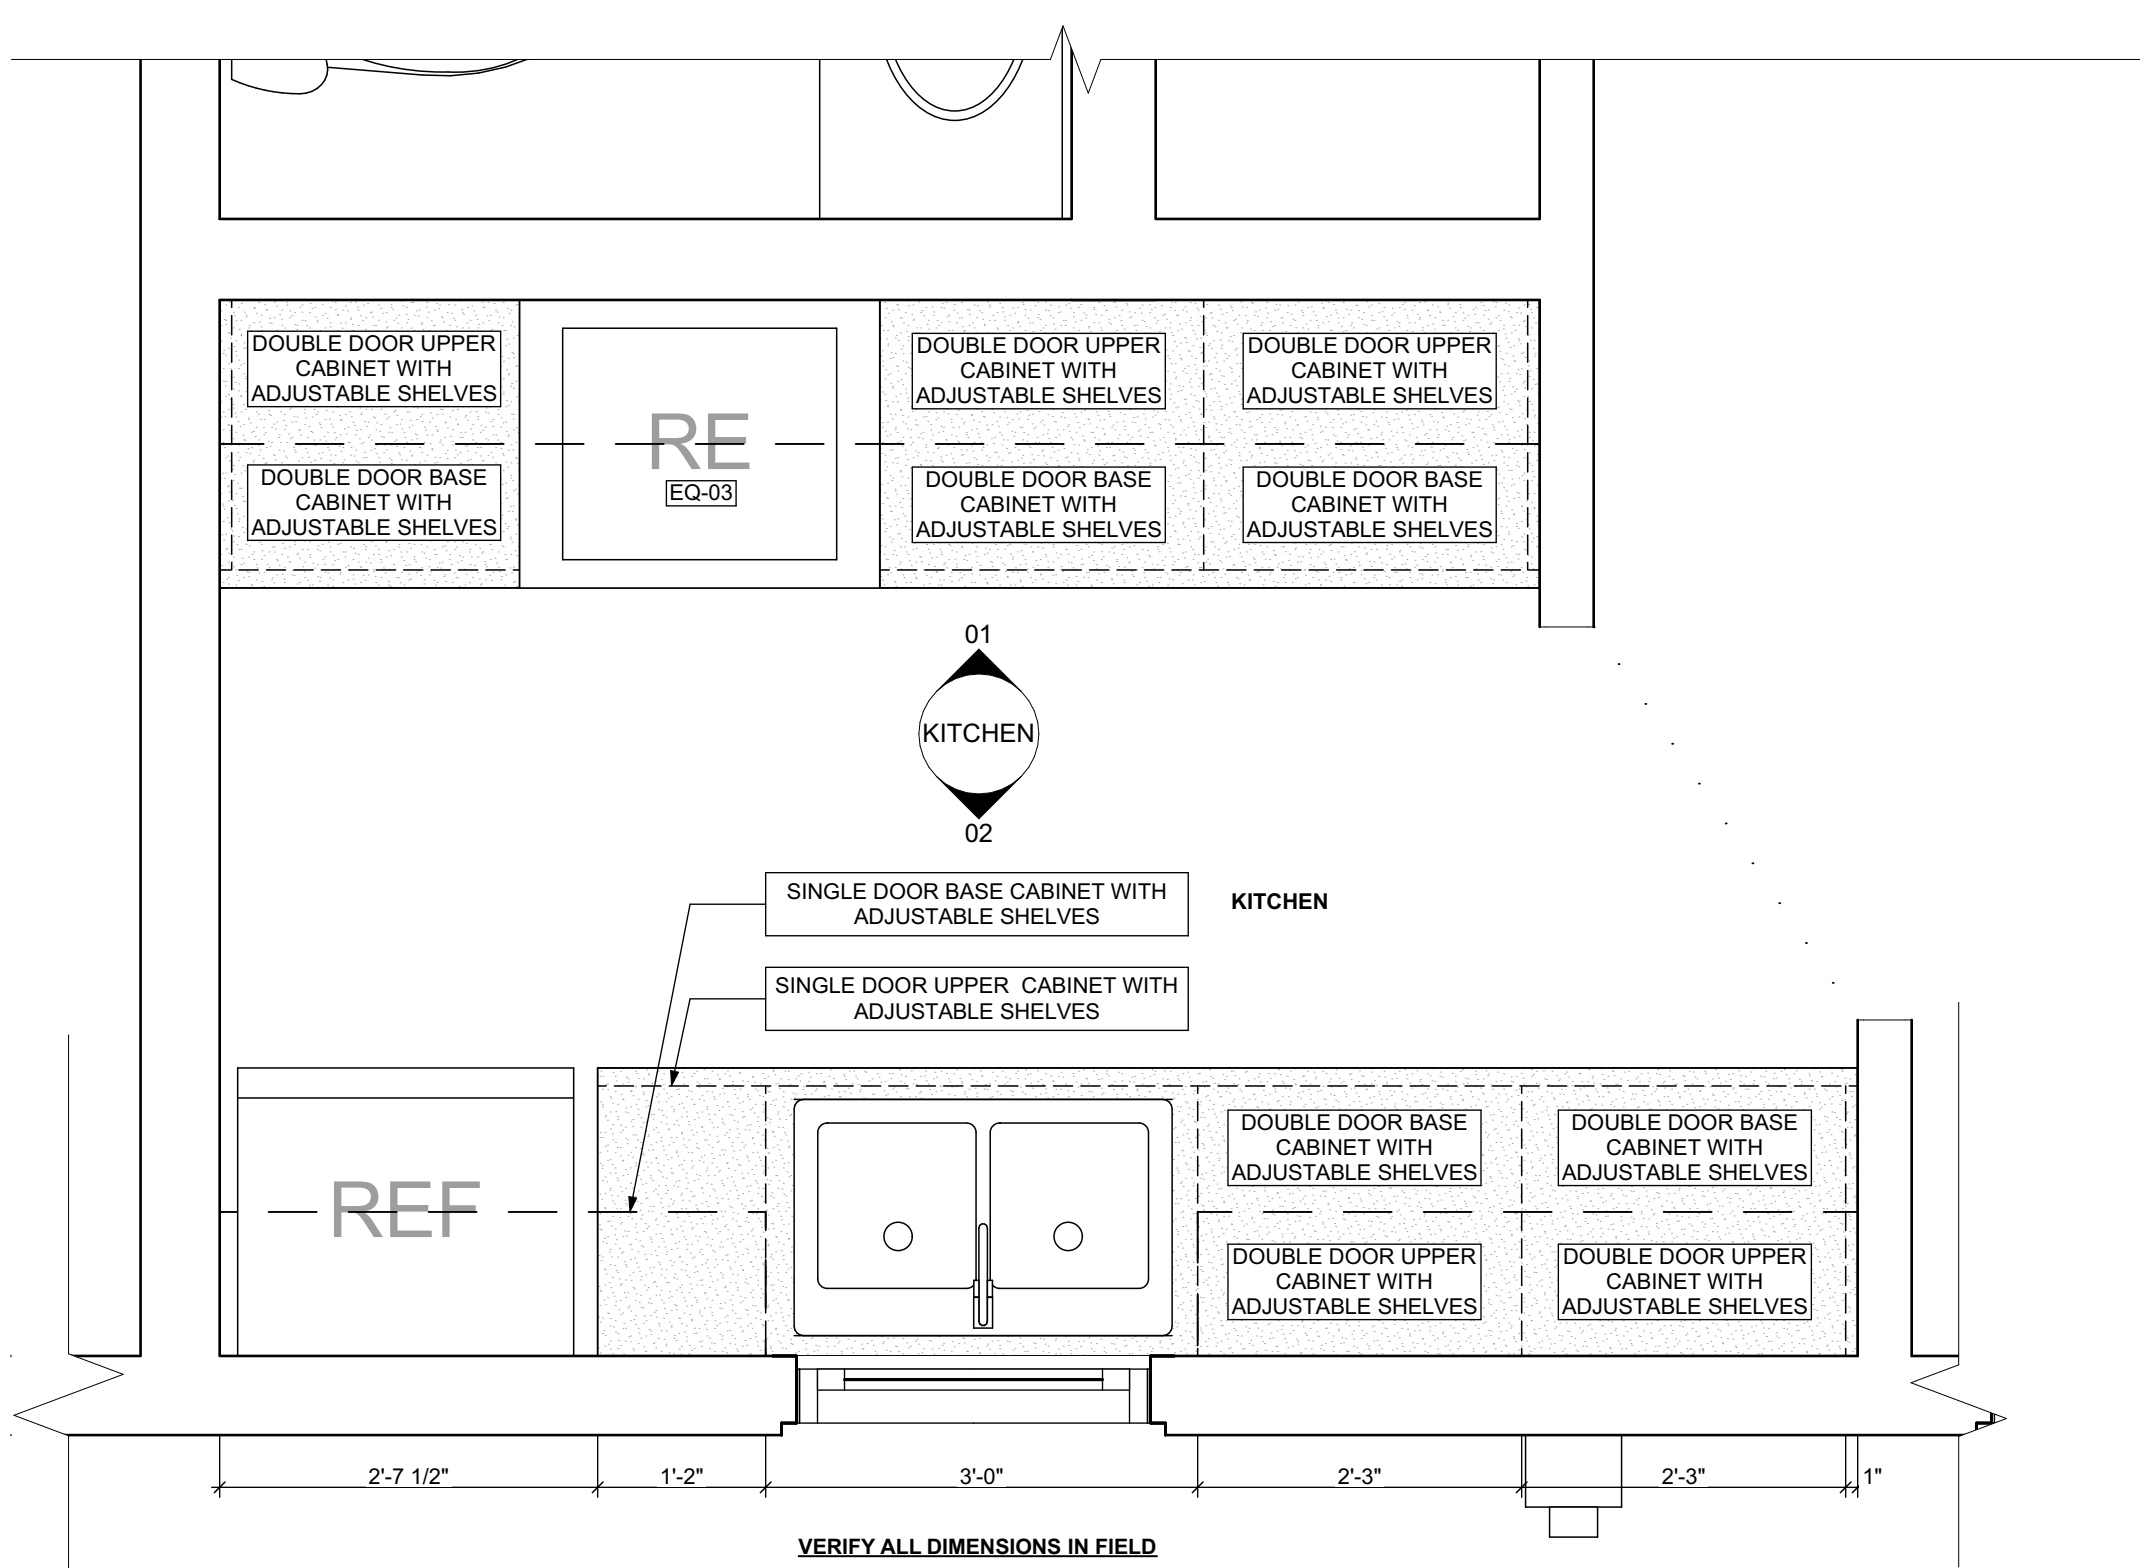 DOUBLE DOOR UPPER
CABINET WITH
ADJUSTABLE SHELVES
DOUBLE DOOR BASE
CABINET WITH
ADJUSTABLE SHELVES
RE
EQ-03
DOUBLE DOOR UPPER
CABINET WITH
ADJUSTABLE SHELVES
DOUBLE DOOR BASE
CABINET WITH
ADJUSTABLE SHELVES
DOUBLE DOOR UPPER
CABINET WITH
ADJUSTABLE SHELVES
DOUBLE DOOR BASE
CABINET WITH
ADJUSTABLE SHELVES
01
KITCHEN
02
SINGLE DOOR BASE CABINET WITH
ADJUSTABLE SHELVES
KITCHEN
SINGLE DOOR UPPER CABINET WITH
ADJUSTABLE SHELVES
REF
DOUBLE DOOR BASE
CABINET WITH
ADJUSTABLE SHELVES
DOUBLE DOOR UPPER
CABINET WITH
ADJUSTABLE SHELVES
DOUBLE DOOR BASE
CABINET WITH
ADJUSTABLE SHELVES
DOUBLE DOOR UPPER
CABINET WITH
ADJUSTABLE SHELVES
2'-7 1/2"
1'-2"
3'-0"
2'-3"
2'-3"
1"
VERIFY ALL DIMENSIONS IN FIELD